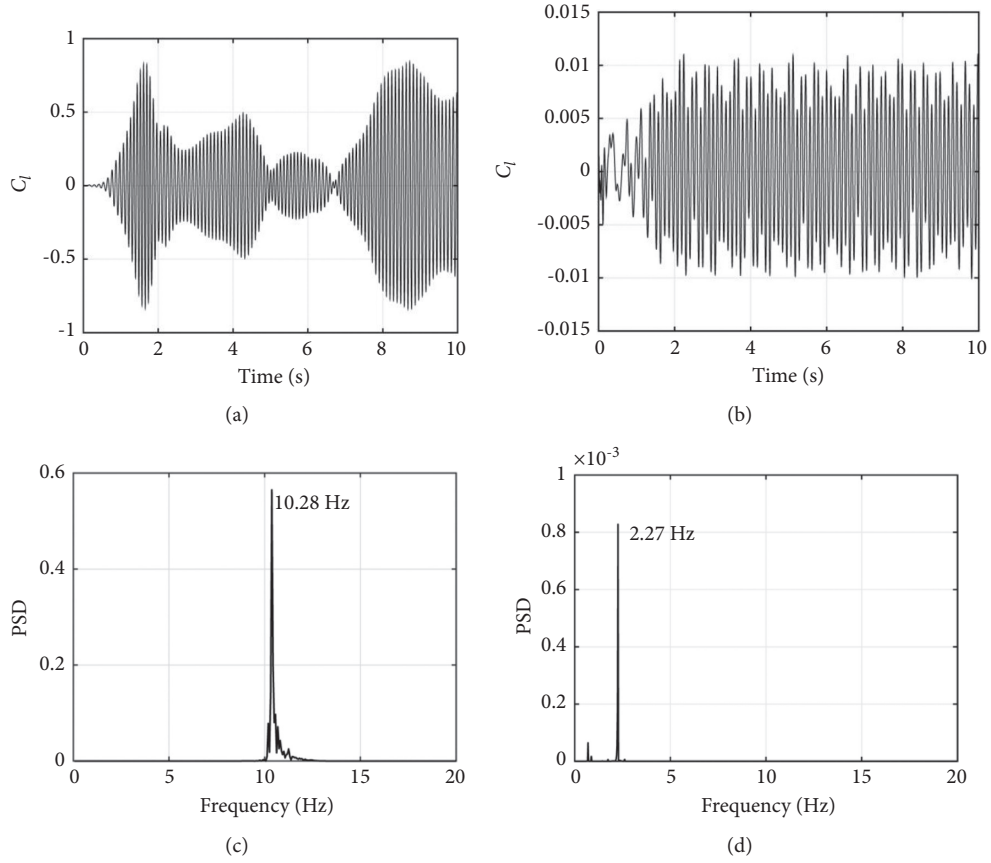 1
0.5
0
-0.5
-1
C_l
0 2 4 6 8 10
Time (s)
(a)
0.015
0.01
0.005
0
-0.005
-0.01
-0.015
C_l
0 2 4 6 8 10
Time (s)
(b)
0.6
0.4
0.2
0
PSD
10.28 Hz
0 5 10 15 20
Frequency (Hz)
(c)
×10⁻³
1
0.8
0.6
0.4
0.2
0
PSD
2.27 Hz
0 5 10 15 20
Frequency (Hz)
(d)